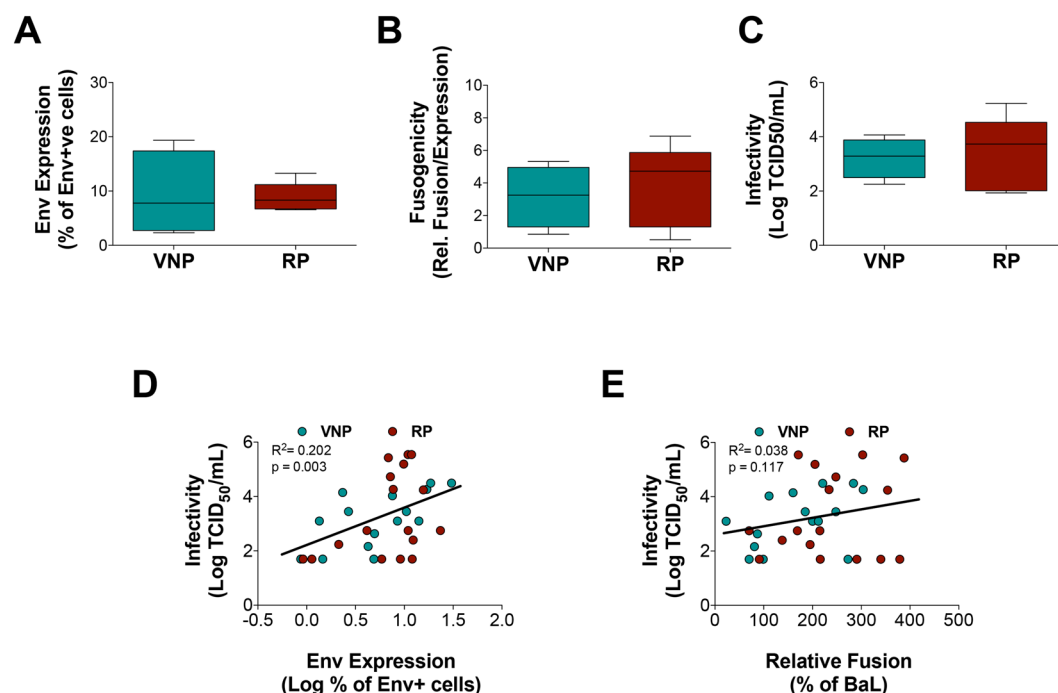 A
Env Expression
(% of Env+ve cells)
30
20
10
0
VNP
RP
B
Fusogenicity
(Rel. Fusion/Expression)
10
8
6
4
2
0
VNP
RP
C
Infectivity
(Log TCID50/mL)
6
4
2
0
VNP
RP
D
VNP
RP
R²= 0.202
p = 0.003
Infectivity
(Log TCID₅₀/mL)
6
4
2
0
-0.5
0.0
0.5
1.0
1.5
2.0
Env Expression
(Log % of Env+ cells)
E
VNP
RP
R²= 0.038
p = 0.117
Infectivity
(Log TCID₅₀/mL)
6
4
2
0
0
100
200
300
400
500
Relative Fusion
(% of BaL)